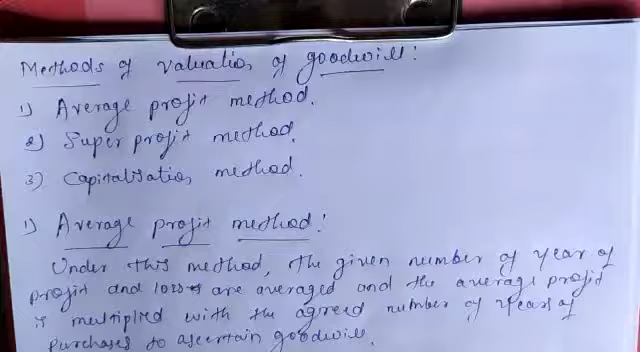 Methods of valuation of goodwill:
1) Average profit method.
2) Super profit method.
3) Capitalisation method.
1) Average profit method:
Under this method, the given number of year of
profit and losses are averaged and the average profit
is multiplied with the agreed number of years of
purchases to ascertain goodwill.